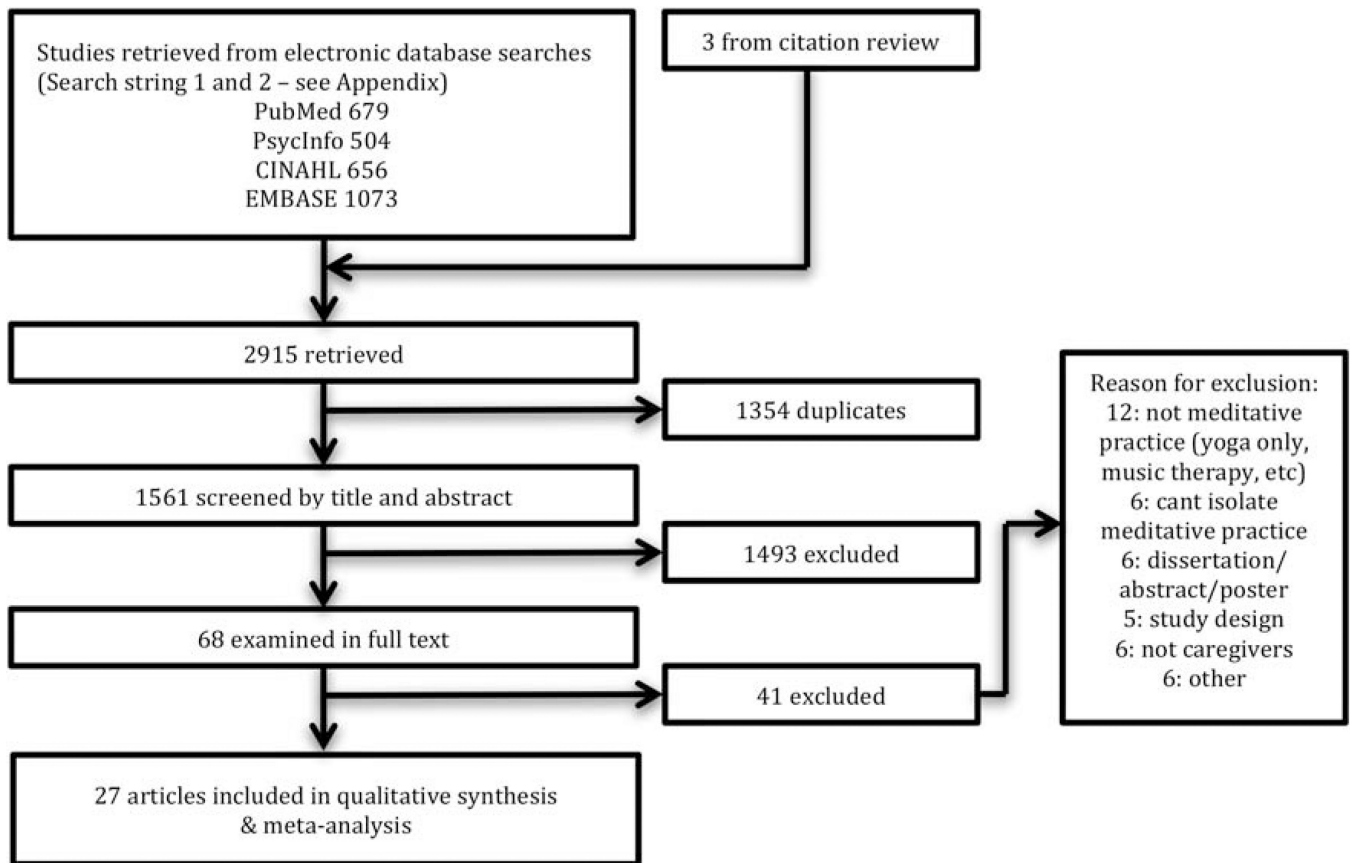 Studies retrieved from electronic database searches
(Search string 1 and 2 – see Appendix)
PubMed 679
PsycInfo 504
CINAHL 656
EMBASE 1073
3 from citation review
2915 retrieved
1354 duplicates
1561 screened by title and abstract
1493 excluded
68 examined in full text
41 excluded
Reason for exclusion:
12: not meditative
practice (yoga only,
music therapy, etc)
6: cant isolate
meditative practice
6: dissertation/
abstract/poster
5: study design
6: not caregivers
6: other
27 articles included in qualitative synthesis
& meta-analysis